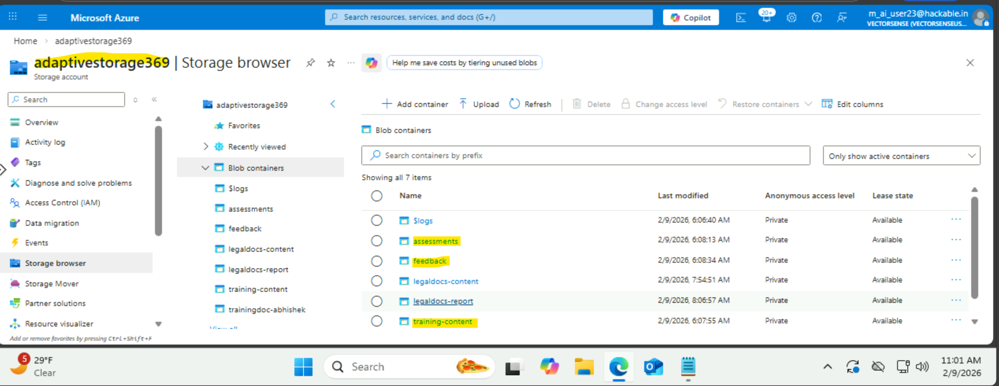 Microsoft Azure
Search resources, services, and docs (G+/)
Copilot
20+
m_ai_user23@hackable.in
VECTORSENSE (VECTORSENSEUS...
Home > adaptivestorage369
adaptivestorage369 | Storage browser
...
Help me save costs by tiering unused blobs
Storage account
Search
Overview
Activity log
Tags
Diagnose and solve problems
Access Control (IAM)
Data migration
Events
Storage browser
Storage Mover
Partner solutions
Resource visualizer
Add or remove favorites by pressing Ctrl+Shift+F
adaptivestorage369
Favorites
Recently viewed
Blob containers
$logs
assessments
feedback
legaldocs-content
legaldocs-report
training-content
trainingdoc-abhishek
View all
Add container
Upload
Refresh
Delete
Change access level
Restore containers
Edit columns
Blob containers
Search containers by prefix
Only show active containers
Showing all 7 items
Name Last modified Anonymous access level Lease state
$logs 2/9/2026, 6:06:40 AM Private Available ...
assessments 2/9/2026, 6:08:13 AM Private Available ...
feedback 2/9/2026, 6:08:34 AM Private Available ...
legaldocs-content 2/9/2026, 7:54:51 AM Private Available ...
legaldocs-report 2/9/2026, 8:06:57 AM Private Available ...
training-content 2/9/2026, 6:07:55 AM Private Available ...
5
29°F
Clear
Search
11:01 AM
2/9/2026